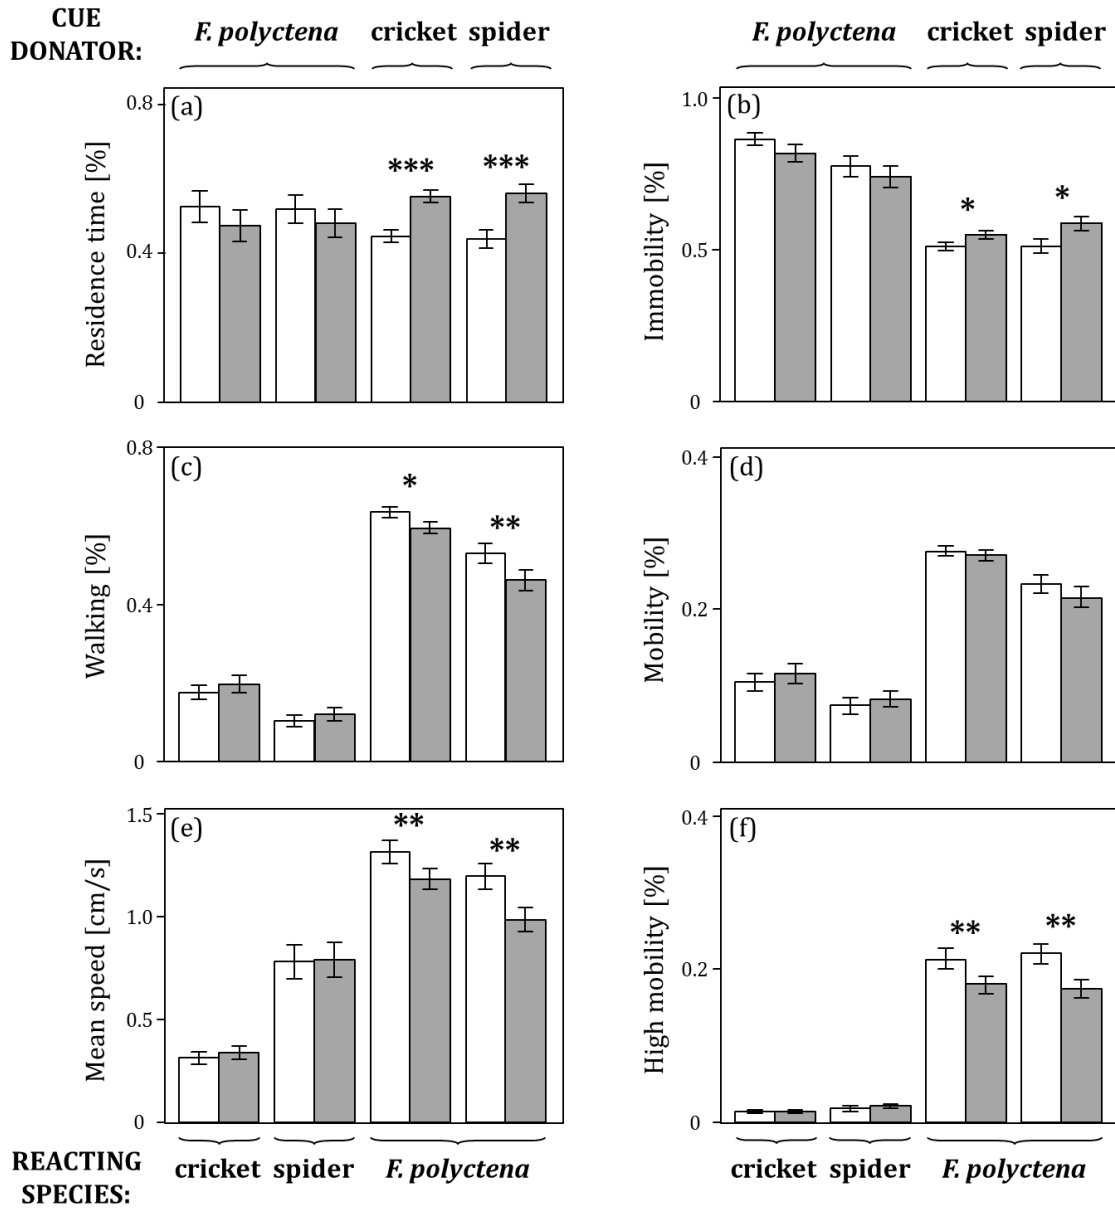 CUE
DONATOR:
F. polyctena cricket spider
F. polyctena cricket spider
(a)
Residence time [%]
0.8
0.4
0
*** ***
(b)
Immobility [%]
1.0
0.5
0
* *
(c)
Walking [%]
0.8
0.4
0
* **
(d)
Mobility [%]
0.4
0.2
0
(e)
Mean speed [cm/s]
1.5
1.0
0.5
0
** **
(f)
High mobility [%]
0.4
0.2
0
** **
REACTING
SPECIES:
cricket spider F. polyctena
cricket spider F. polyctena